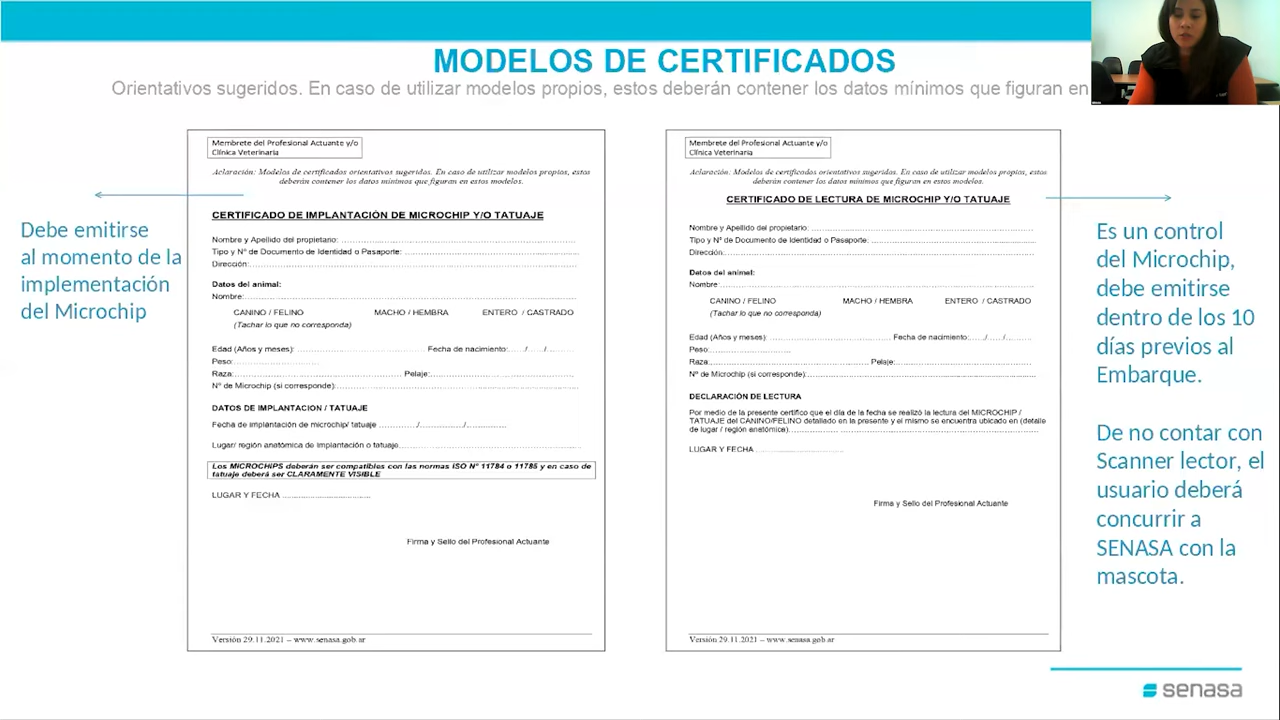 MODELOS DE CERTIFICADOS
Orientativos sugeridos. En caso de utilizar modelos propios, estos deberán contener los datos mínimos que figuran en
Debe emitirse
al momento de la
implementación
del Microchip
Membrete del Profesional Actuante y/o
Clínica Veterinaria
Aclaración: Modelos de certificados orientativos sugeridos. En caso de utilizar modelos propios, estos
deberán contener los datos mínimos que figuran en estos modelos.
CERTIFICADO DE IMPLANTACIÓN DE MICROCHIP Y/O TATUAJE
Nombre y Apellido del propietario:
Tipo y Nº de Documento de Identidad o Pasaporte:
Dirección:
Datos del animal:
Nombre:
CANINO / FELINO MACHO / HEMBRA ENTERO / CASTRADO
(Tachar lo que no corresponda)
Edad (Años y meses): Fecha de nacimiento: / /
Peso:
Raza: Pelaje:
Nº de Microchip (si corresponde):
DATOS DE IMPLANTACION / TATUAJE
Fecha de implantación de microchip/ tatuaje / /
Lugar/ región anatómica de implantación o tatuaje
Los MICROCHIPS deberán ser compatibles con las normas ISO Nº 11784 o 11785 y en caso de
tatuaje deberá ser CLARAMENTE VISIBLE
LUGAR Y FECHA
Firma y Sello del Profesional Actuante
Versión 29.11.2021 – www.senasa.gob.ar
Membrete del Profesional Actuante y/o
Clínica Veterinaria
Aclaración: Modelos de certificados orientativos sugeridos. En caso de utilizar modelos propios, estos
deberán contener los datos mínimos que figuran en estos modelos.
CERTIFICADO DE LECTURA DE MICROCHIP Y/O TATUAJE
Nombre y Apellido del propietario:
Tipo y Nº de Documento de Identidad o Pasaporte:
Dirección:
Datos del animal:
Nombre:
CANINO / FELINO MACHO / HEMBRA ENTERO / CASTRADO
(Tachar lo que no corresponda)
Edad (Años y meses): Fecha de nacimiento: / /
Peso:
Raza: Pelaje:
Nº de Microchip (si corresponde):
DECLARACIÓN DE LECTURA
Por medio de la presente certifico que el día de la fecha se realizó la lectura del MICROCHIP /
TATUAJE del CANINO/FELINO detallado en la presente y el mismo se encuentra ubicado en (detalle
de lugar / región anatómica)
LUGAR Y FECHA
Firma y Sello del Profesional Actuante
Versión 29.11.2021 – www.senasa.gob.ar
Es un control
del Microchip,
debe emitirse
dentro de los 10
días previos al
Embarque.
De no contar con
Scanner lector, el
usuario deberá
concurrir a
SENASA con la
mascota.
senasa